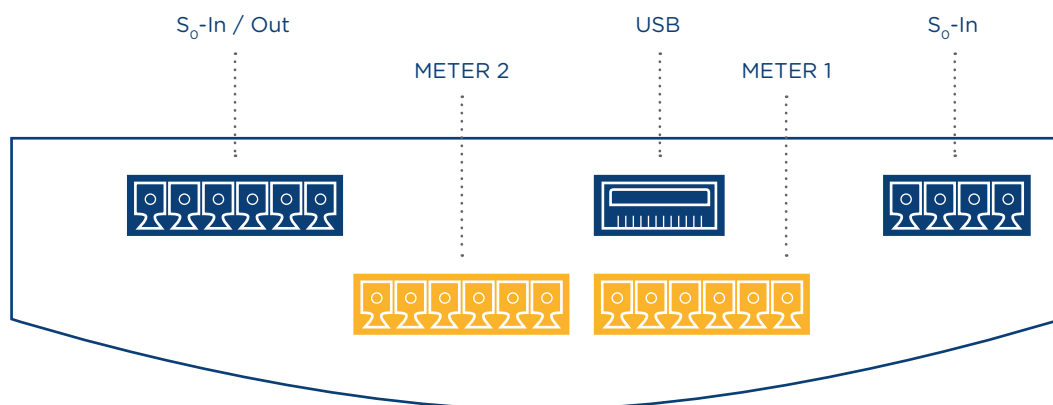 S₀-In / Out
USB
S₀-In
METER 2
METER 1